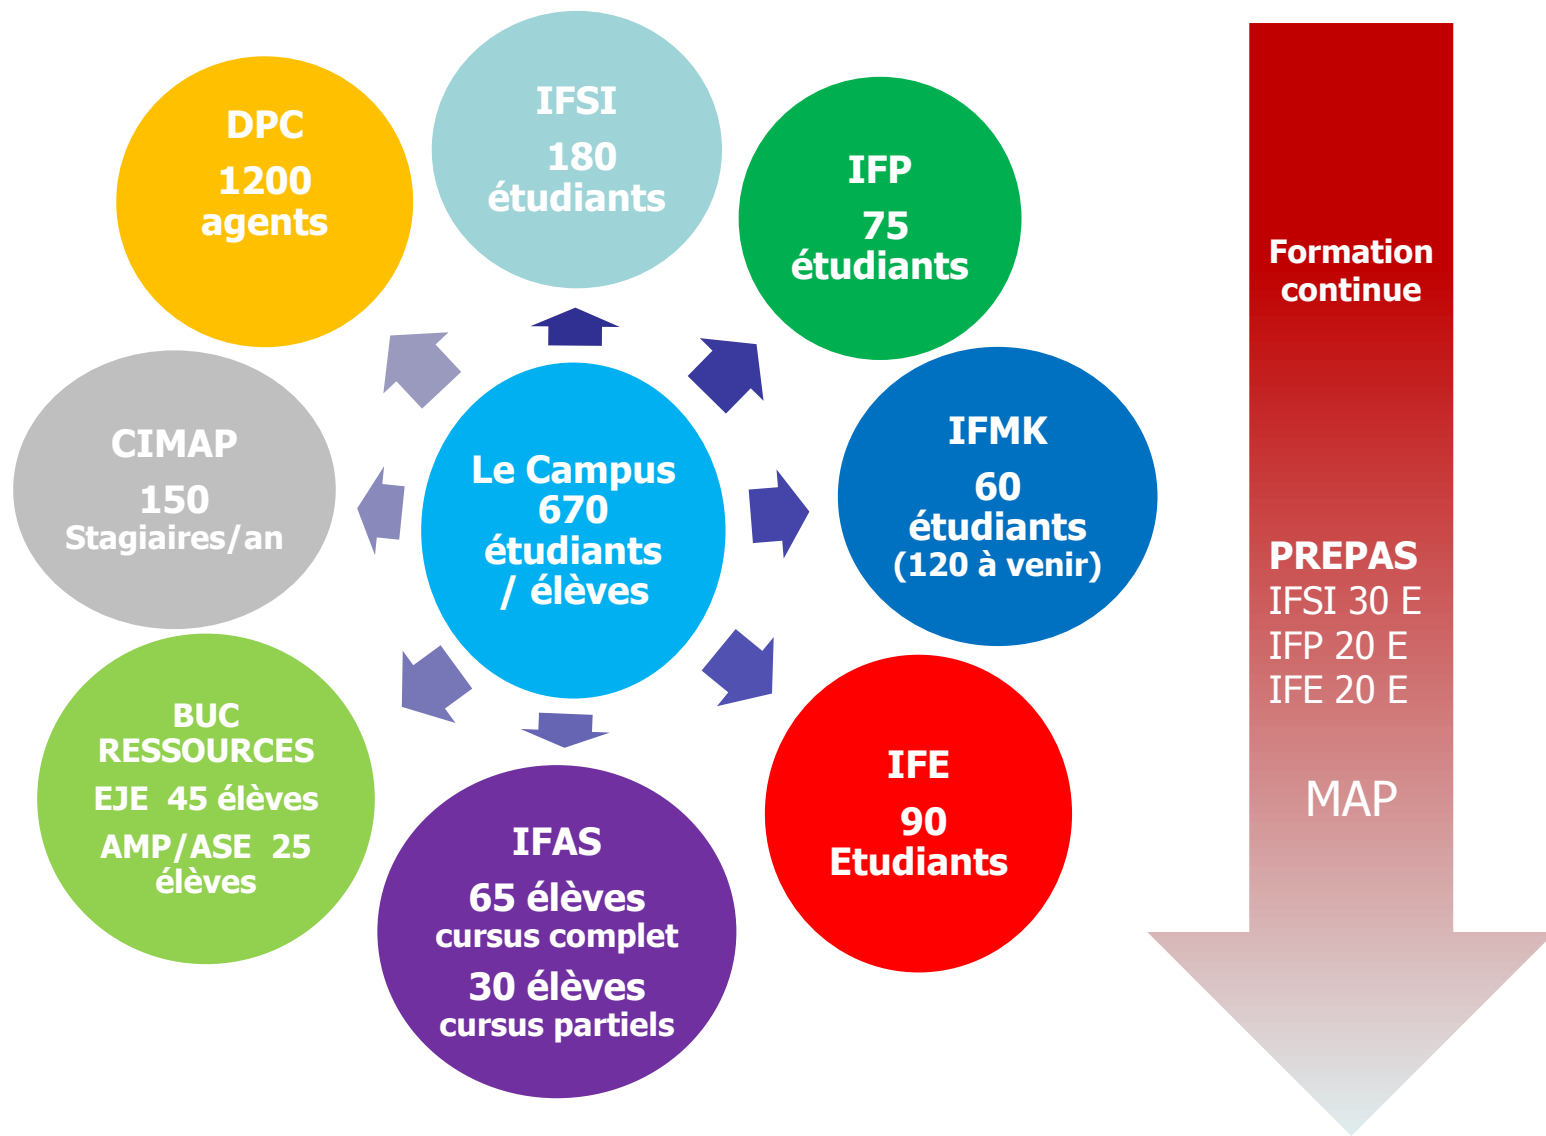 DPC
1200
agents
IFSI
180
étudiants
IFP
75
étudiants
IFMK
60
étudiants
(120 à venir)
IFE
90
Etudiants
IFAS
65 élèves
cursus complet
30 élèves
cursus partiels
BUC
RESSOURCES
EJE 45 élèves
AMP/ASE 25
élèves
CIMAP
150
Stagiaires/an
Le Campus
670
étudiants
/ élèves
Formation
continue
PREPAS
IFSI 30 E
IFP 20 E
IFE 20 E
MAP